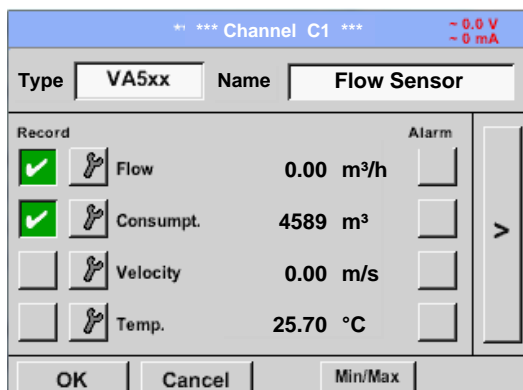 *** Channel C1 ***
~ 0.0 V
~ 0 mA
Type VA5xx Name Flow Sensor
Record Alarm
Flow 0.00 m³/h
Consumpt. 4589 m³
Velocity 0.00 m/s
Temp. 25.70 °C
>
OK Cancel Min/Max